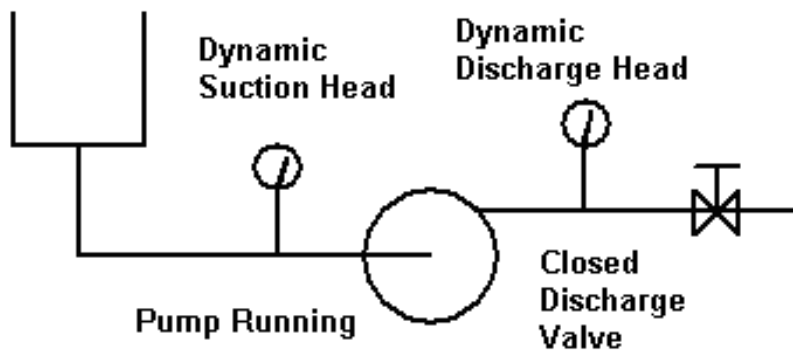 Dynamic
Suction Head
Dynamic
Discharge Head
Pump Running
Closed
Discharge
Valve